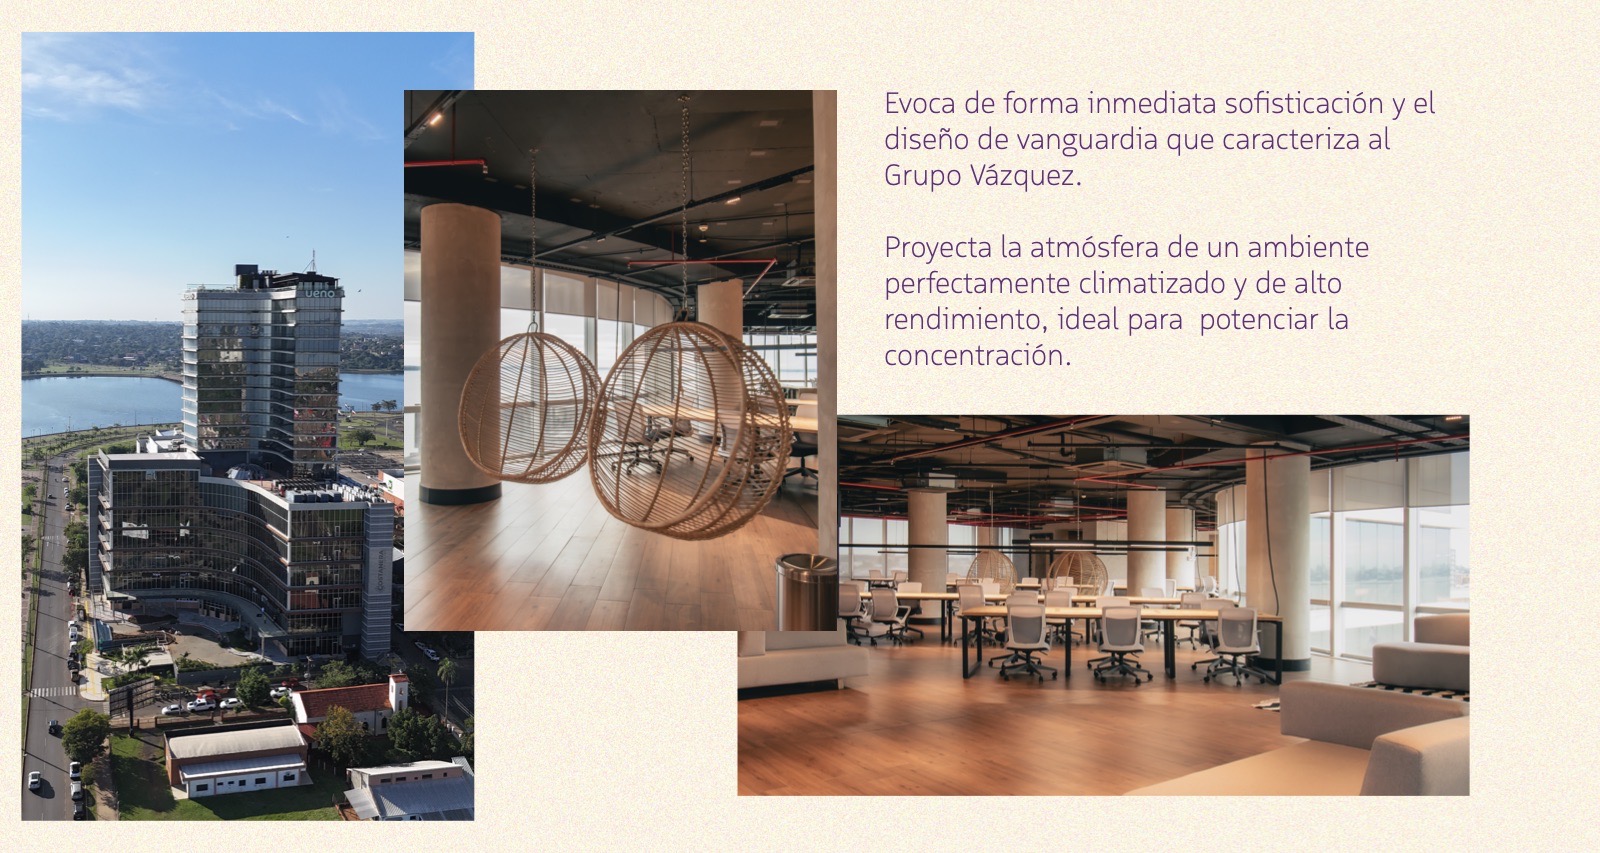 ueno
COSTANERA
Evoca de forma inmediata sofisticación y el
diseño de vanguardia que caracteriza al
Grupo Vázquez.
Proyecta la atmósfera de un ambiente
perfectamente climatizado y de alto
rendimiento, ideal para  potenciar la
concentración.